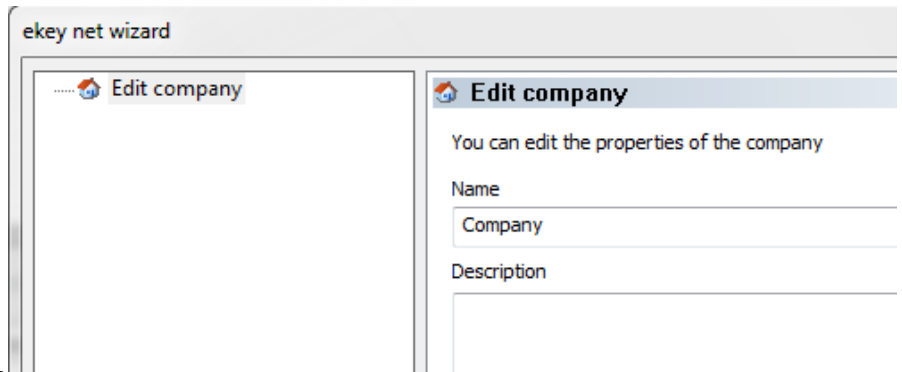 ekey net wizard
Edit company
Edit company
You can edit the properties of the company
Name
Company
Description